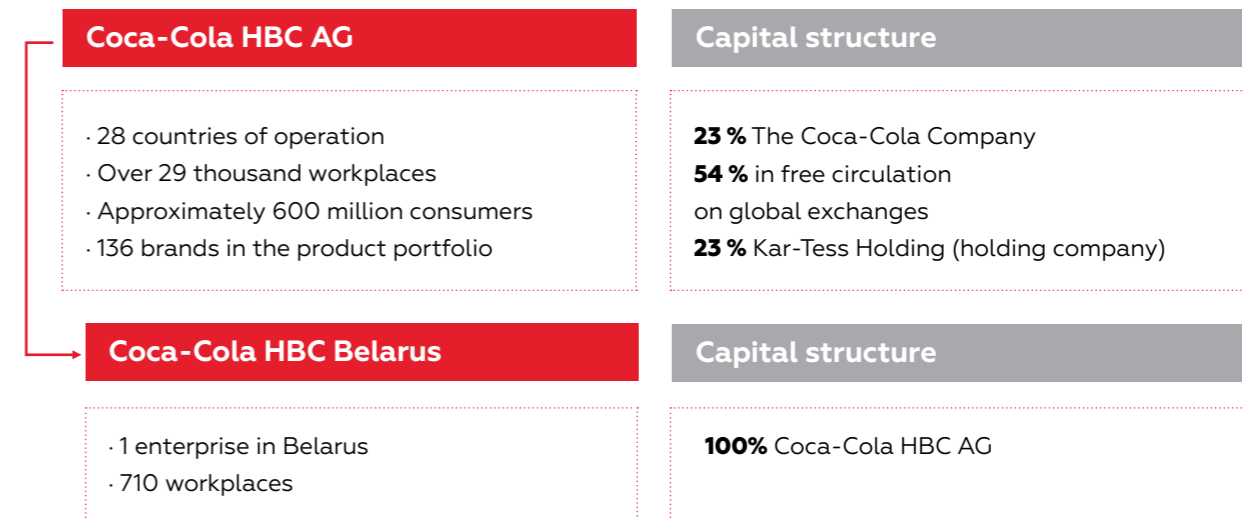 Coca-Cola HBC AG
Capital structure
· 28 countries of operation
· Over 29 thousand workplaces
· Approximately 600 million consumers
· 136 brands in the product portfolio
23 % The Coca-Cola Company
54 % in free circulation
on global exchanges
23 % Kar-Tess Holding (holding company)
Coca-Cola HBC Belarus
Capital structure
· 1 enterprise in Belarus
· 710 workplaces
100% Coca-Cola HBC AG